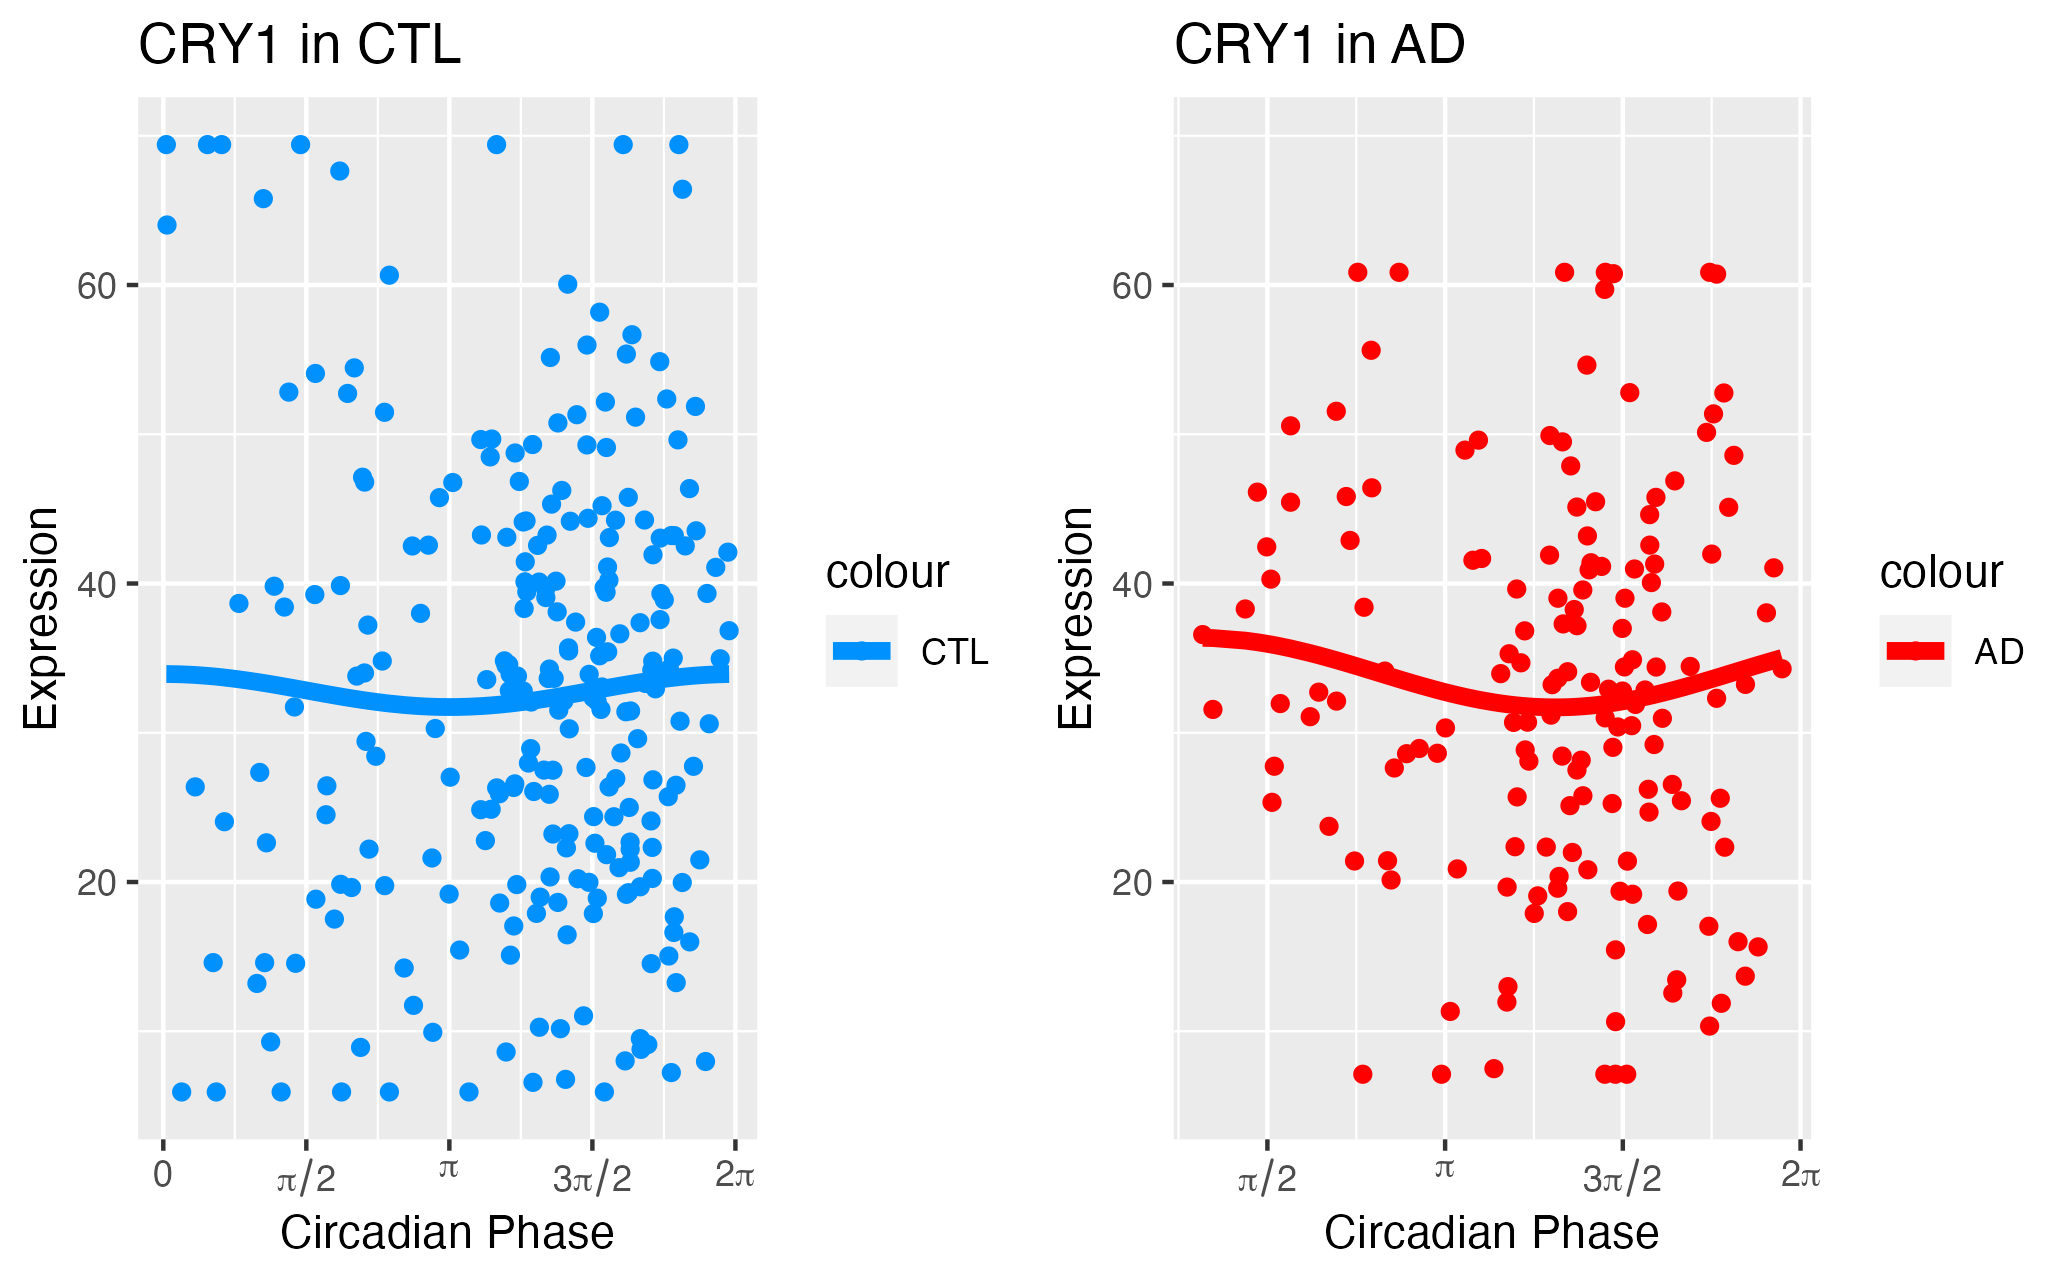 CRY1 in CTL
60
40
20
Expression
0
π/2
π
3π/2
2π
Circadian Phase
colour
CTL
CRY1 in AD
60
40
20
Expression
π/2
π
3π/2
2π
Circadian Phase
colour
AD